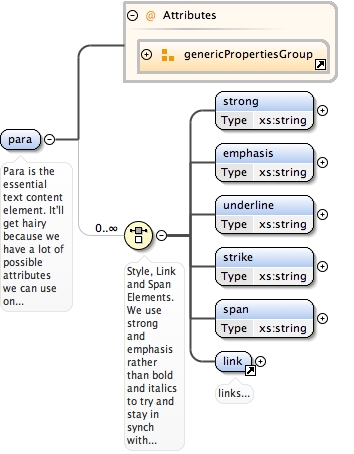 Attributes
genericPropertiesGroup
para
Para is the
essential
text content
element. It'll
get hairy
because we
have a lot of
possible
attributes
we can use
on...
0..∞
Style, Link
and Span
Elements.
We use
strong
and
emphasis
rather
than bold
and italics
to try and
stay in
synch
with...
strong
Type xs:string
emphasis
Type xs:string
underline
Type xs:string
strike
Type xs:string
span
Type xs:string
link
links...